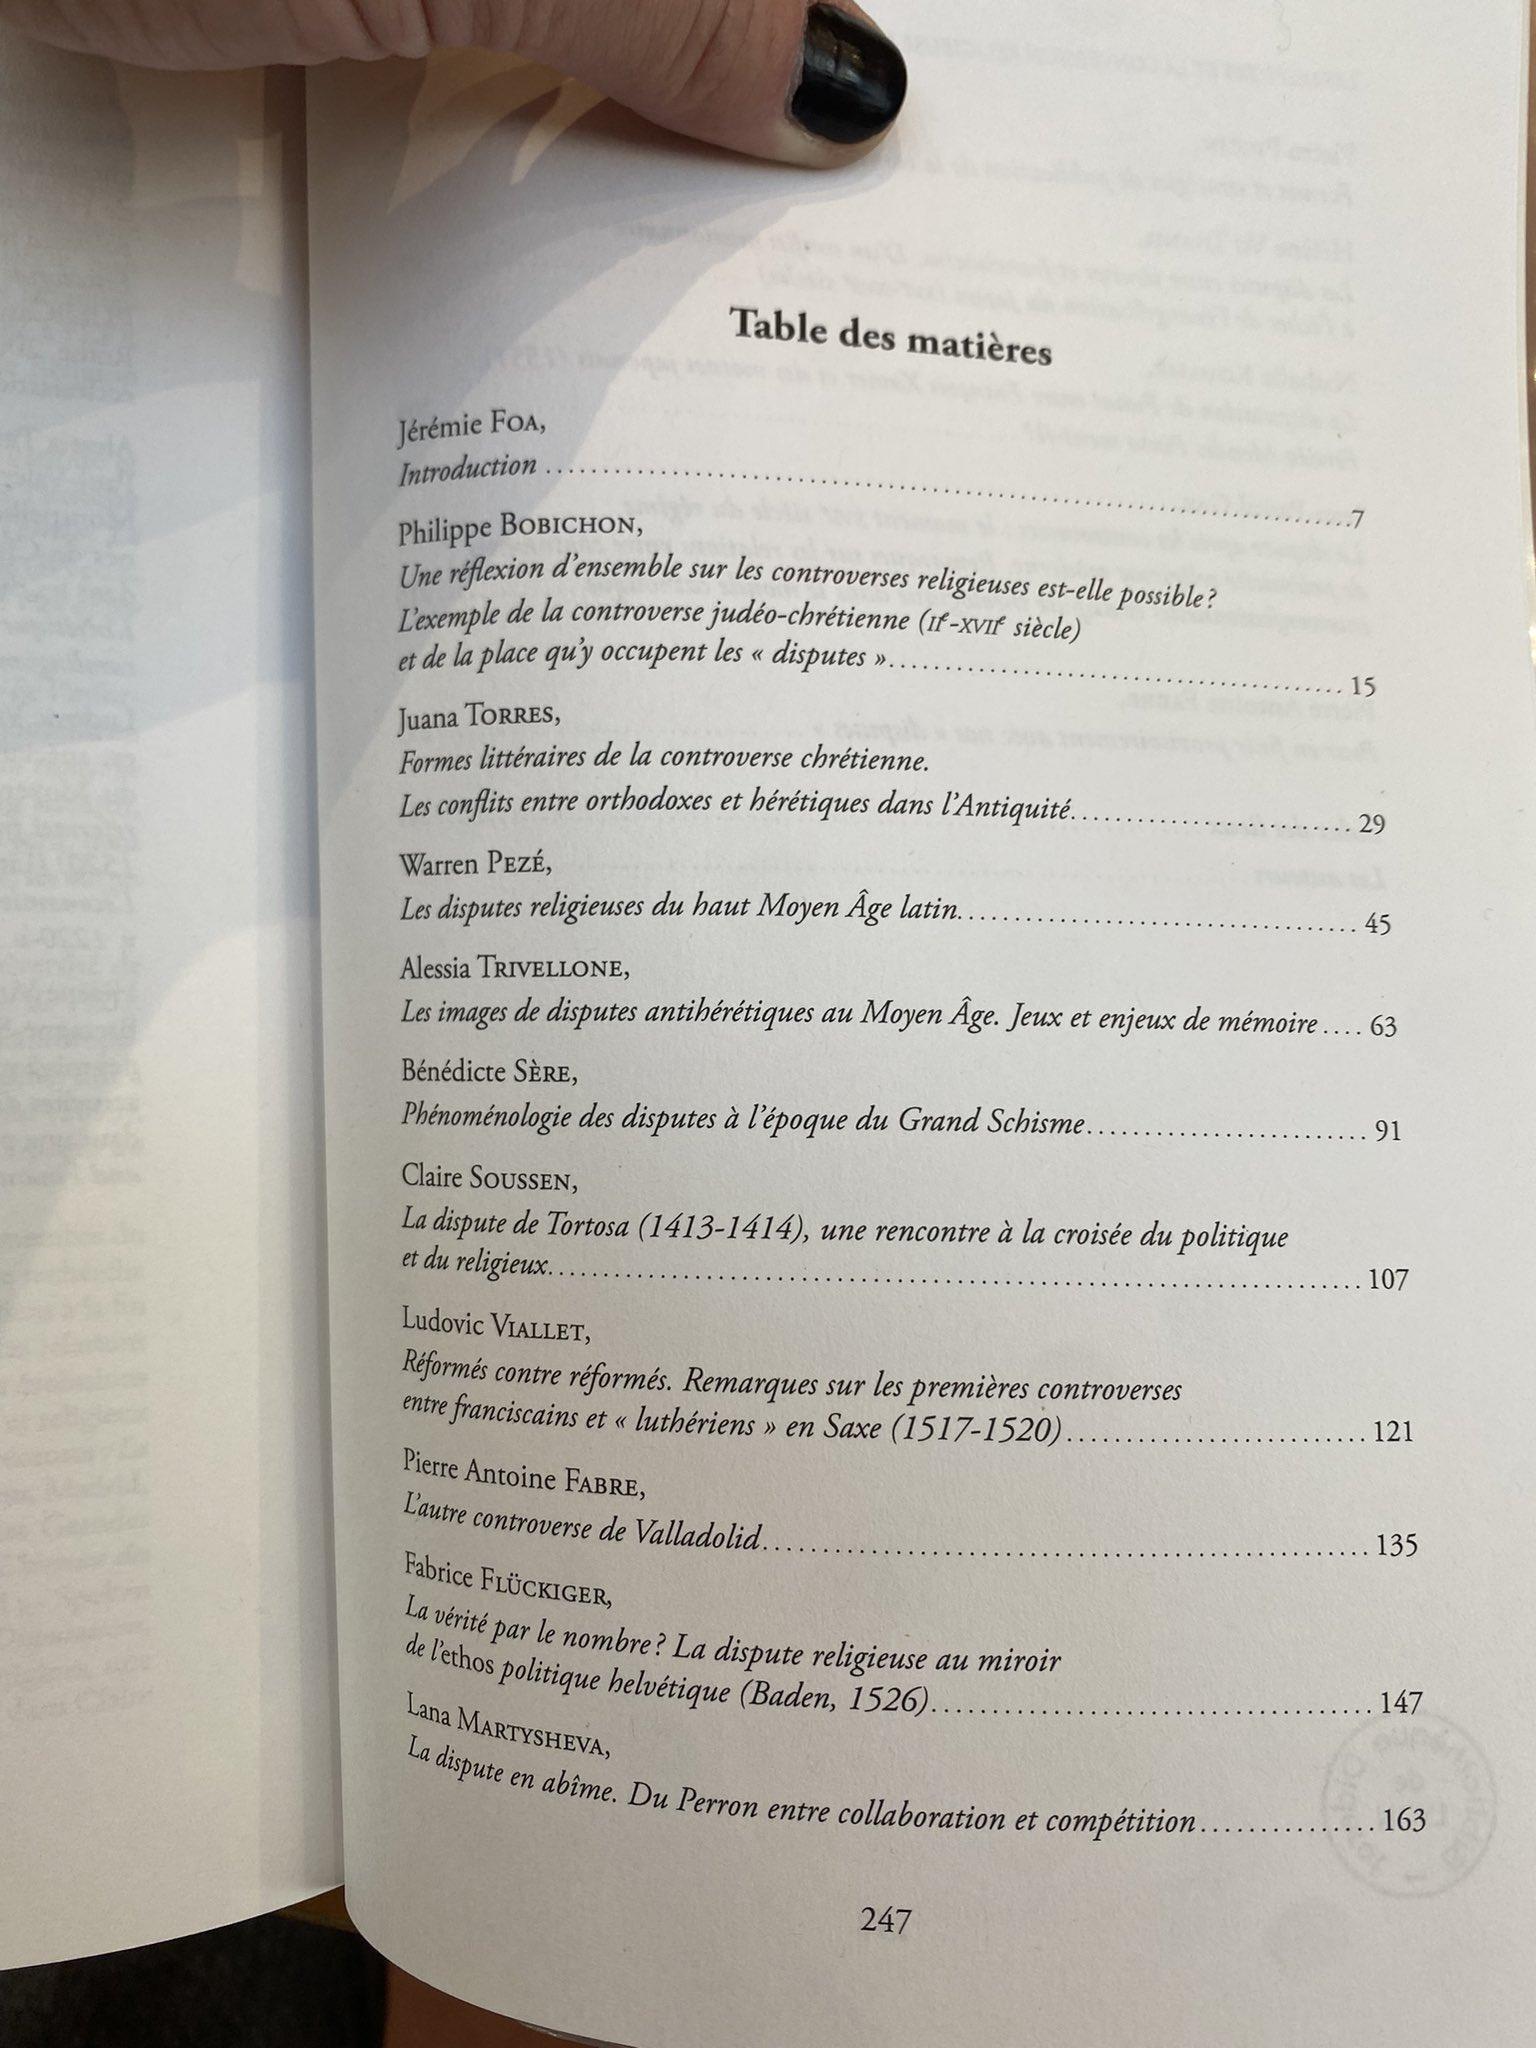 Table des matières
Jérémie FOA,
Introduction ........................................ 7
Philippe BOBICHON,
Une réflexion d'ensemble sur les controverses religieuses est-elle possible ?
L'exemple de la controverse judéo-chrétienne (IIe-XVIIe siècle)
et de la place qu'y occupent les « disputes »........................................ 15
Juana TORRES,
Formes littéraires de la controverse chrétienne.
Les conflits entre orthodoxes et hérétiques dans l'Antiquité........................................ 29
Warren PEZÉ,
Les disputes religieuses du haut Moyen Âge latin........................................ 45
Alessia TRIVELLONE,
Les images de disputes antihérétiques au Moyen Âge. Jeux et enjeux de mémoire .... 63
Bénédicte SÈRE,
Phénoménologie des disputes à l'époque du Grand Schisme........................................ 91
Claire SOUSSEN,
La dispute de Tortosa (1413-1414), une rencontre à la croisée du politique
et du religieux........................................ 107
Ludovic VIALLET,
Réformés contre réformés. Remarques sur les premières controverses
entre franciscains et « luthériens » en Saxe (1517-1520)........................................ 121
Pierre Antoine FABRE,
L'autre controverse de Valladolid........................................ 135
Fabrice FLÜCKIGER,
La vérité par le nombre ? La dispute religieuse au miroir
de l'ethos politique helvétique (Baden, 1526)........................................ 147
Lana MARTYSHEVA,
La dispute en abîme. Du Perron entre collaboration et compétition............... 163
247